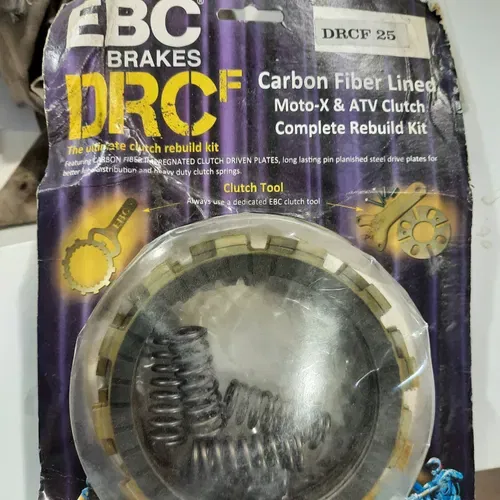 EBC
BRAKES
DRCF
DRCF 25
Carbon Fiber Lined
Moto-X & ATV Clutch
Complete Rebuild Kit
The ultimate clutch rebuild kit
Featuring CARBON FIBER IMPREGNATED CLUTCH DRIVEN PLATES, long lasting pin planished steel drive plates for
better lube distribution and heavy duty clutch springs.
Clutch Tool
Always use a dedicated EBC clutch tool
EBC